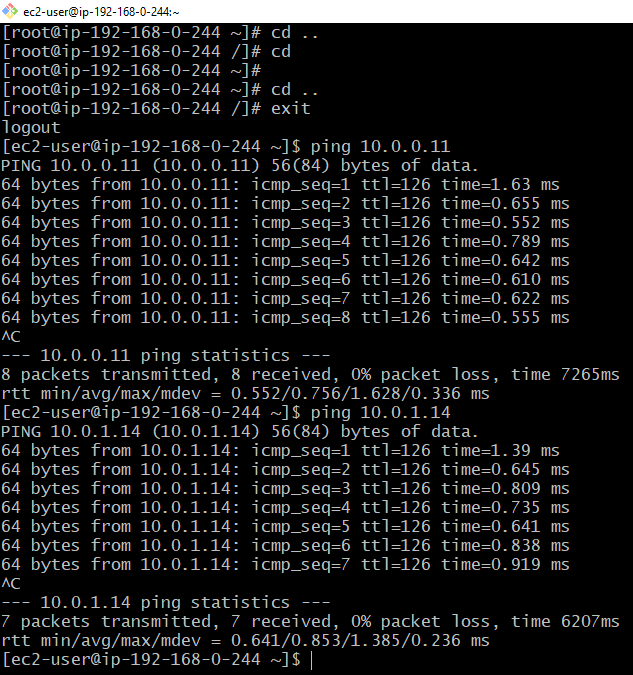 ec2-user@ip-192-168-0-244:~
[root@ip-192-168-0-244 ~]# cd ..
[root@ip-192-168-0-244 /]# cd
[root@ip-192-168-0-244 ~]#
[root@ip-192-168-0-244 ~]# cd ..
[root@ip-192-168-0-244 /]# exit
logout
[ec2-user@ip-192-168-0-244 ~]$ ping 10.0.0.11
PING 10.0.0.11 (10.0.0.11) 56(84) bytes of data.
64 bytes from 10.0.0.11: icmp_seq=1 ttl=126 time=1.63 ms
64 bytes from 10.0.0.11: icmp_seq=2 ttl=126 time=0.655 ms
64 bytes from 10.0.0.11: icmp_seq=3 ttl=126 time=0.552 ms
64 bytes from 10.0.0.11: icmp_seq=4 ttl=126 time=0.789 ms
64 bytes from 10.0.0.11: icmp_seq=5 ttl=126 time=0.642 ms
64 bytes from 10.0.0.11: icmp_seq=6 ttl=126 time=0.610 ms
64 bytes from 10.0.0.11: icmp_seq=7 ttl=126 time=0.622 ms
64 bytes from 10.0.0.11: icmp_seq=8 ttl=126 time=0.555 ms
^C
--- 10.0.0.11 ping statistics ---
8 packets transmitted, 8 received, 0% packet loss, time 7265ms
rtt min/avg/max/mdev = 0.552/0.756/1.628/0.336 ms
[ec2-user@ip-192-168-0-244 ~]$ ping 10.0.1.14
PING 10.0.1.14 (10.0.1.14) 56(84) bytes of data.
64 bytes from 10.0.1.14: icmp_seq=1 ttl=126 time=1.39 ms
64 bytes from 10.0.1.14: icmp_seq=2 ttl=126 time=0.645 ms
64 bytes from 10.0.1.14: icmp_seq=3 ttl=126 time=0.809 ms
64 bytes from 10.0.1.14: icmp_seq=4 ttl=126 time=0.735 ms
64 bytes from 10.0.1.14: icmp_seq=5 ttl=126 time=0.641 ms
64 bytes from 10.0.1.14: icmp_seq=6 ttl=126 time=0.838 ms
64 bytes from 10.0.1.14: icmp_seq=7 ttl=126 time=0.919 ms
^C
--- 10.0.1.14 ping statistics ---
7 packets transmitted, 7 received, 0% packet loss, time 6207ms
rtt min/avg/max/mdev = 0.641/0.853/1.385/0.236 ms
[ec2-user@ip-192-168-0-244 ~]$